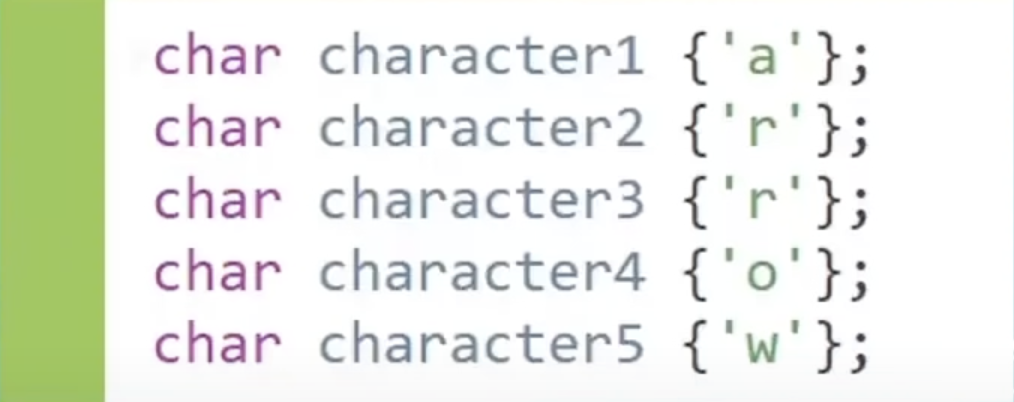 char character1 {'a'};
char character2 {'r'};
char character3 {'r'};
char character4 {'o'};
char character5 {'w'};